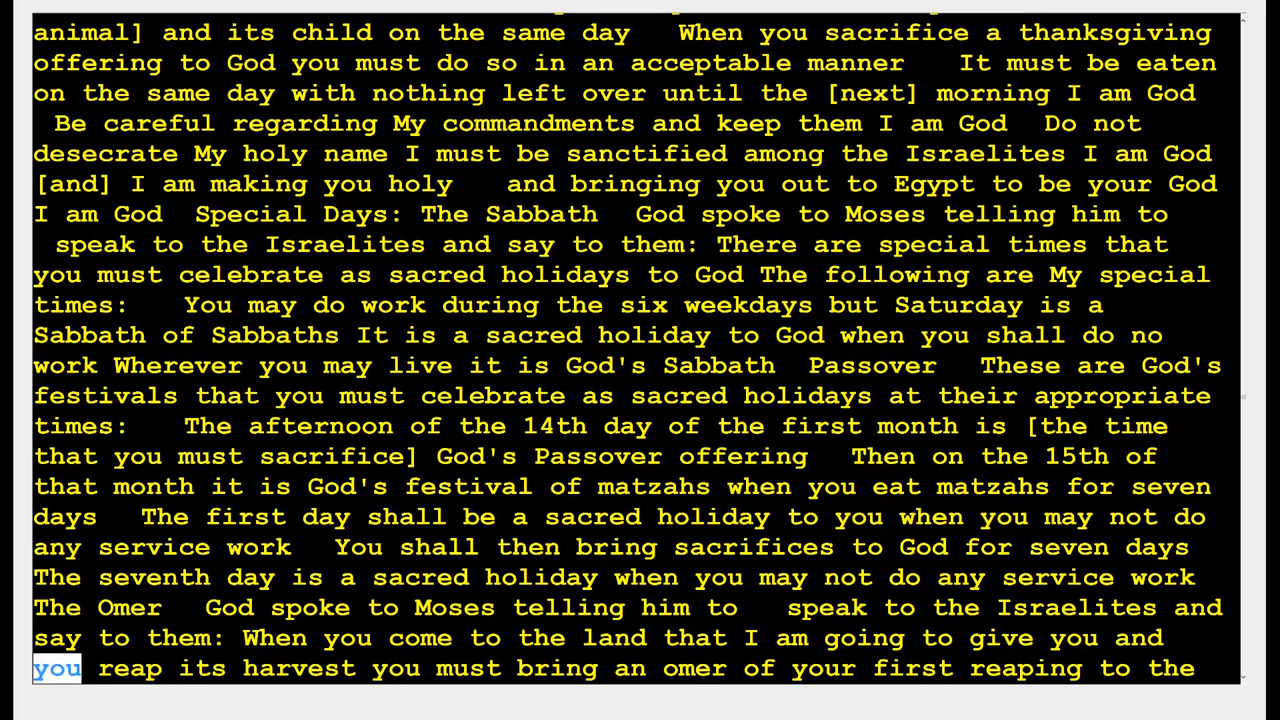 animal] and its child on the same day When you sacrifice a thanksgiving
offering to God you must do so in an acceptable manner It must be eaten
on the same day with nothing left over until the [next] morning I am God
Be careful regarding My commandments and keep them I am God Do not
desecrate My holy name I must be sanctified among the Israelites I am God
[and] I am making you holy and bringing you out to Egypt to be your God
I am God Special Days: The Sabbath God spoke to Moses telling him to
speak to the Israelites and say to them: There are special times that
you must celebrate as sacred holidays to God The following are My special
times: You may do work during the six weekdays but Saturday is a
Sabbath of Sabbaths It is a sacred holiday to God when you shall do no
work Wherever you may live it is God's Sabbath Passover These are God's
festivals that you must celebrate as sacred holidays at their appropriate
times: The afternoon of the 14th day of the first month is [the time
that you must sacrifice] God's Passover offering Then on the 15th of
that month it is God's festival of matzahs when you eat matzahs for seven
days The first day shall be a sacred holiday to you when you may not do
any service work You shall then bring sacrifices to God for seven days
The seventh day is a sacred holiday when you may not do any service work
The Omer God spoke to Moses telling him to speak to the Israelites and
say to them: When you come to the land that I am going to give you and
you reap its harvest you must bring an omer of your first reaping to the